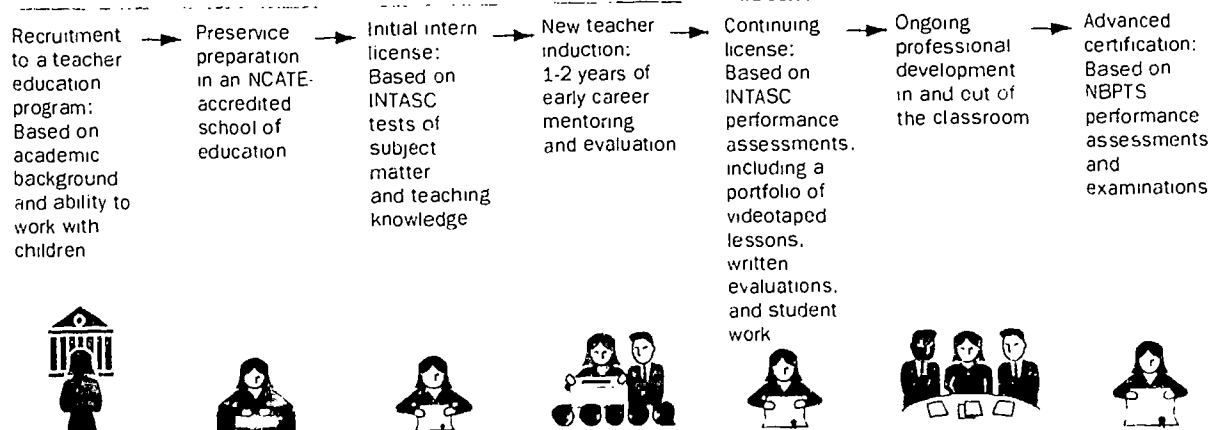 Recruitment
to a teacher
education
program:
Based on
academic
background
and ability to
work with
children
Preservice
preparation
in an NCATE-
accredited
school of
education
Initial intern
license:
Based on
INTASC
tests of
subject
matter
and teaching
knowledge
New teacher
induction:
1-2 years of
early career
mentoring
and evaluation
Continuing
license:
Based on
INTASC
performance
assessments,
including a
portfolio of
videotaped
lessons,
written
evaluations,
and student
work
Ongoing
professional
development
in and out of
the classroom
Advanced
certification:
Based on
NBPTS
performance
assessments
and
examinations